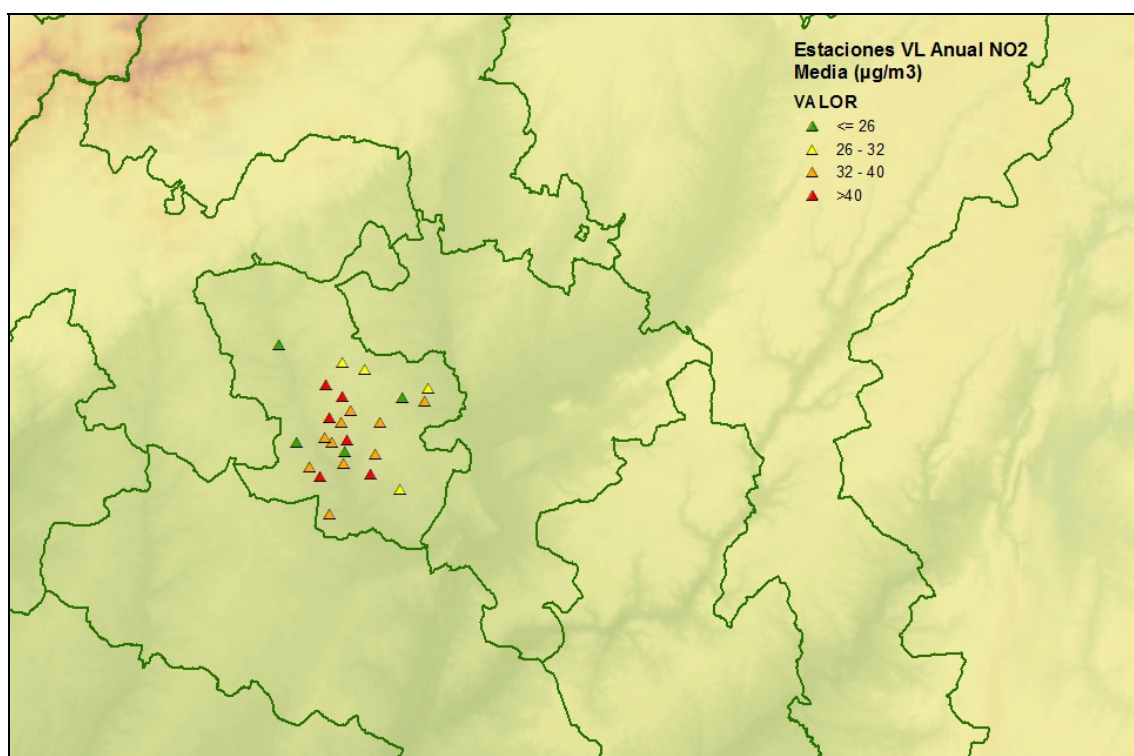 Estaciones VL Anual NO2
Media (µg/m3)
VALOR
<= 26
26 - 32
32 - 40
>40